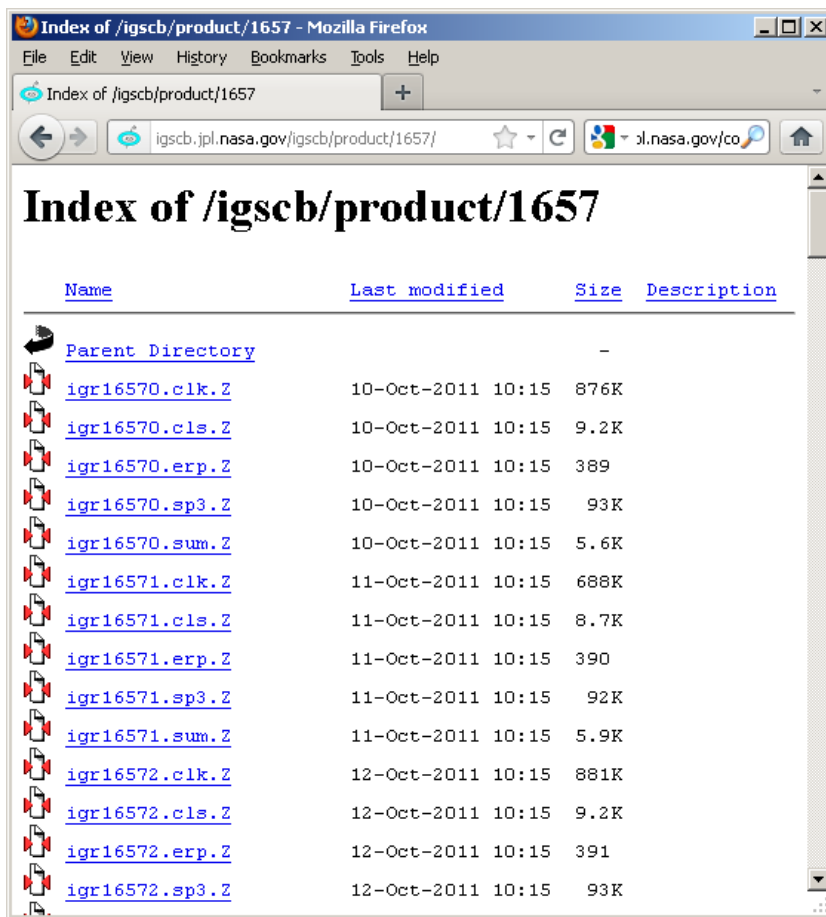 Index of /igscb/product/1657 - Mozilla Firefox
File Edit View History Bookmarks Tools Help
Index of /igscb/product/1657
igscb.jpl.nasa.gov/igscb/product/1657/ ɔl.nasa.gov/co
Index of /igscb/product/1657
Name Last modified Size Description
Parent Directory -
igr16570.clk.Z 10-Oct-2011 10:15 876K
igr16570.cls.Z 10-Oct-2011 10:15 9.2K
igr16570.erp.Z 10-Oct-2011 10:15 389
igr16570.sp3.Z 10-Oct-2011 10:15 93K
igr16570.sum.Z 10-Oct-2011 10:15 5.6K
igr16571.clk.Z 11-Oct-2011 10:15 688K
igr16571.cls.Z 11-Oct-2011 10:15 8.7K
igr16571.erp.Z 11-Oct-2011 10:15 390
igr16571.sp3.Z 11-Oct-2011 10:15 92K
igr16571.sum.Z 11-Oct-2011 10:15 5.9K
igr16572.clk.Z 12-Oct-2011 10:15 881K
igr16572.cls.Z 12-Oct-2011 10:15 9.2K
igr16572.erp.Z 12-Oct-2011 10:15 391
igr16572.sp3.Z 12-Oct-2011 10:15 93K